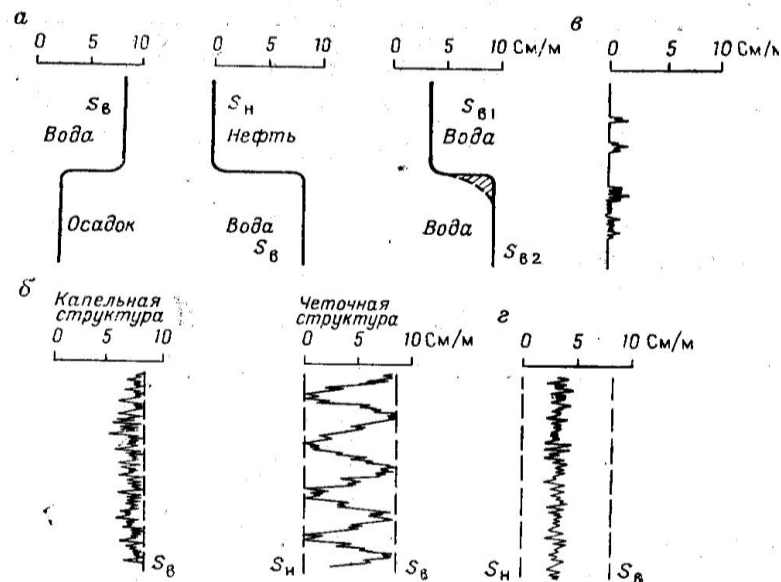 а
0 5 10
0 5 10 См/м
0 5 10 См/м
в
0 5 10 См/м
Sв
Вода
Осадок
Sн
Нефть
Вода
Sв
Sв1
Вода
Вода
Sв2
б
Капельная
структура
0 5 10
Sв
Четочная
структура
0 5 10 См/м
Sн Sв
г
0 5 10 См/м
Sн Sв